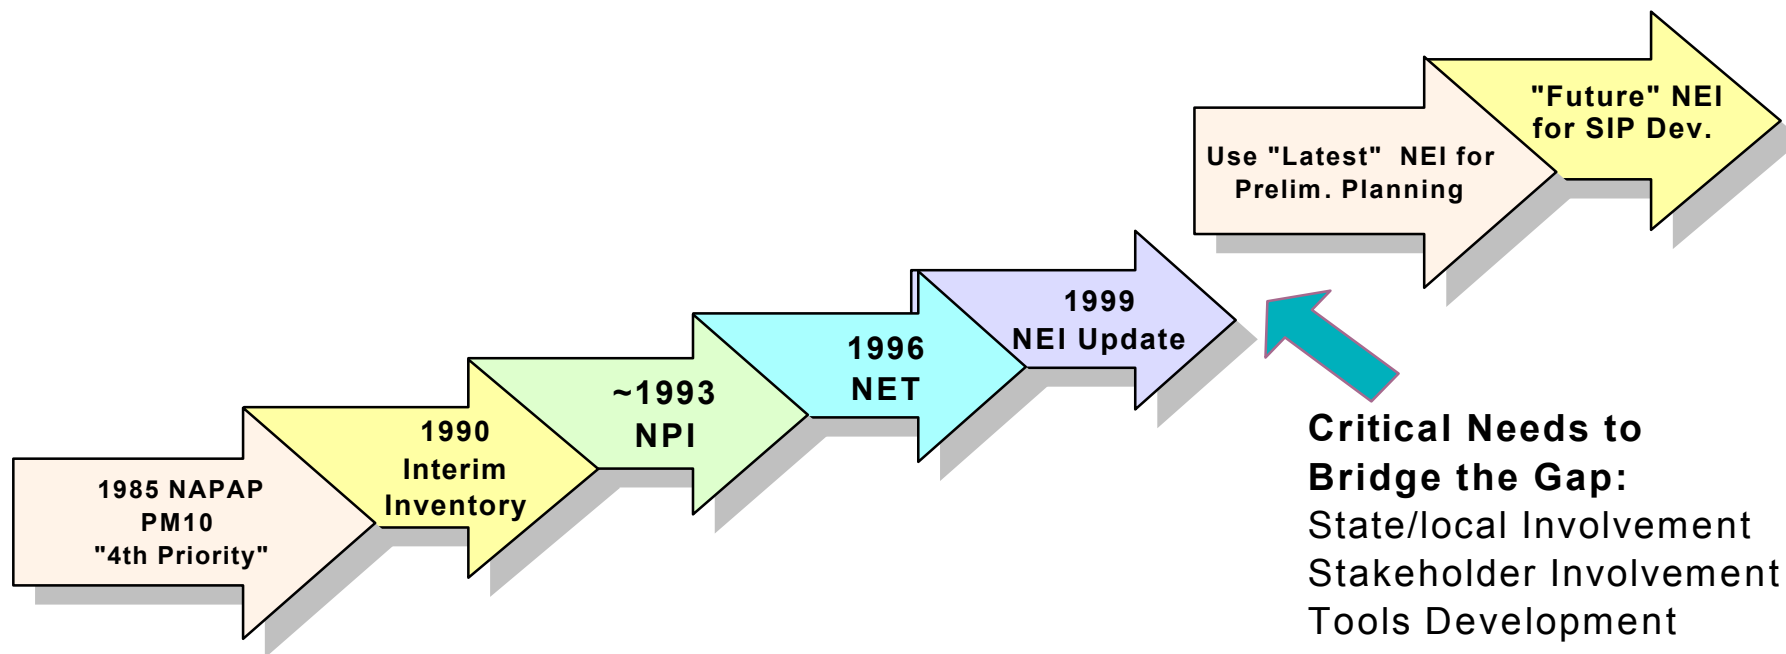 1985 NAPAP
PM10
"4th Priority"
1990
Interim
Inventory
~1993
NPI
1996
NET
1999
NEI Update
Use "Latest" NEI for
Prelim. Planning
"Future" NEI
for SIP Dev.
Critical Needs to
Bridge the Gap:
State/local Involvement
Stakeholder Involvement
Tools Development